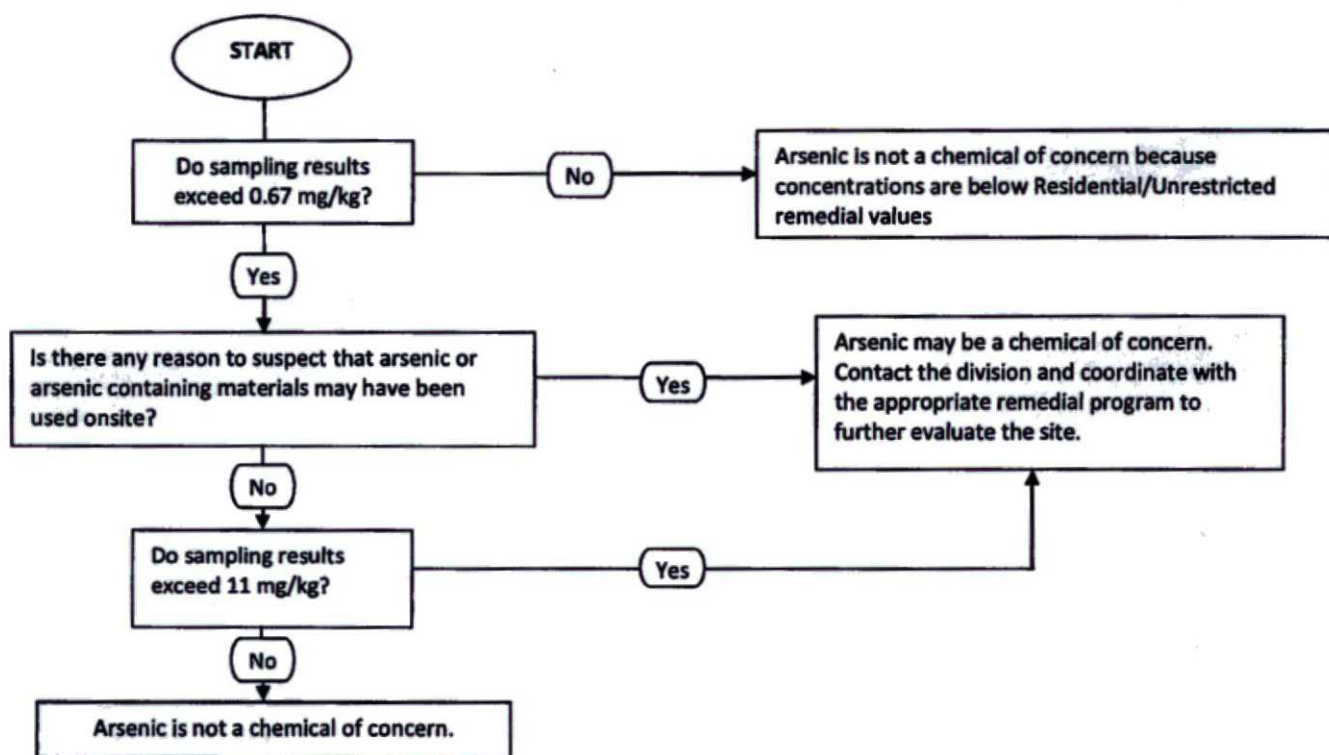 START
Do sampling results
exceed 0.67 mg/kg?
No
Arsenic is not a chemical of concern because
concentrations are below Residential/Unrestricted
remedial values
Yes
Is there any reason to suspect that arsenic or
arsenic containing materials may have been
used onsite?
Yes
Arsenic may be a chemical of concern.
Contact the division and coordinate with
the appropriate remedial program to
further evaluate the site.
No
Do sampling results
exceed 11 mg/kg?
Yes
No
Arsenic is not a chemical of concern.